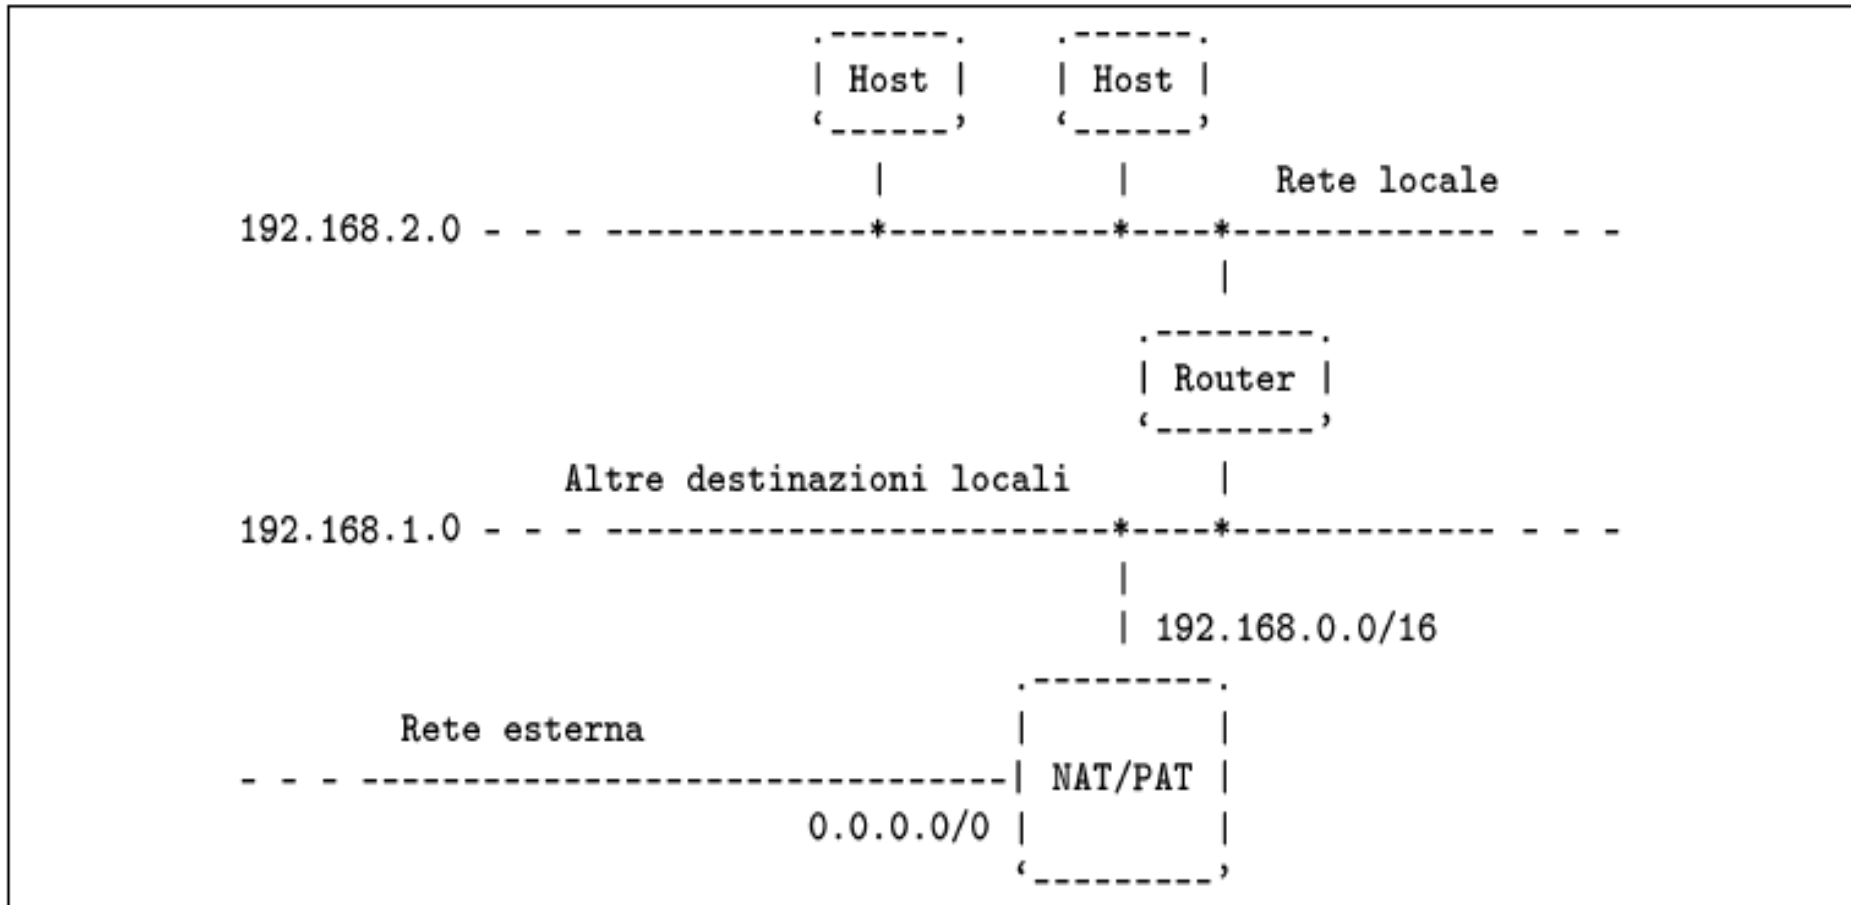 Host Host
Rete locale
192.168.2.0
Router
Altre destinazioni locali
192.168.1.0
192.168.0.0/16
Rete esterna
NAT/PAT
0.0.0.0/0